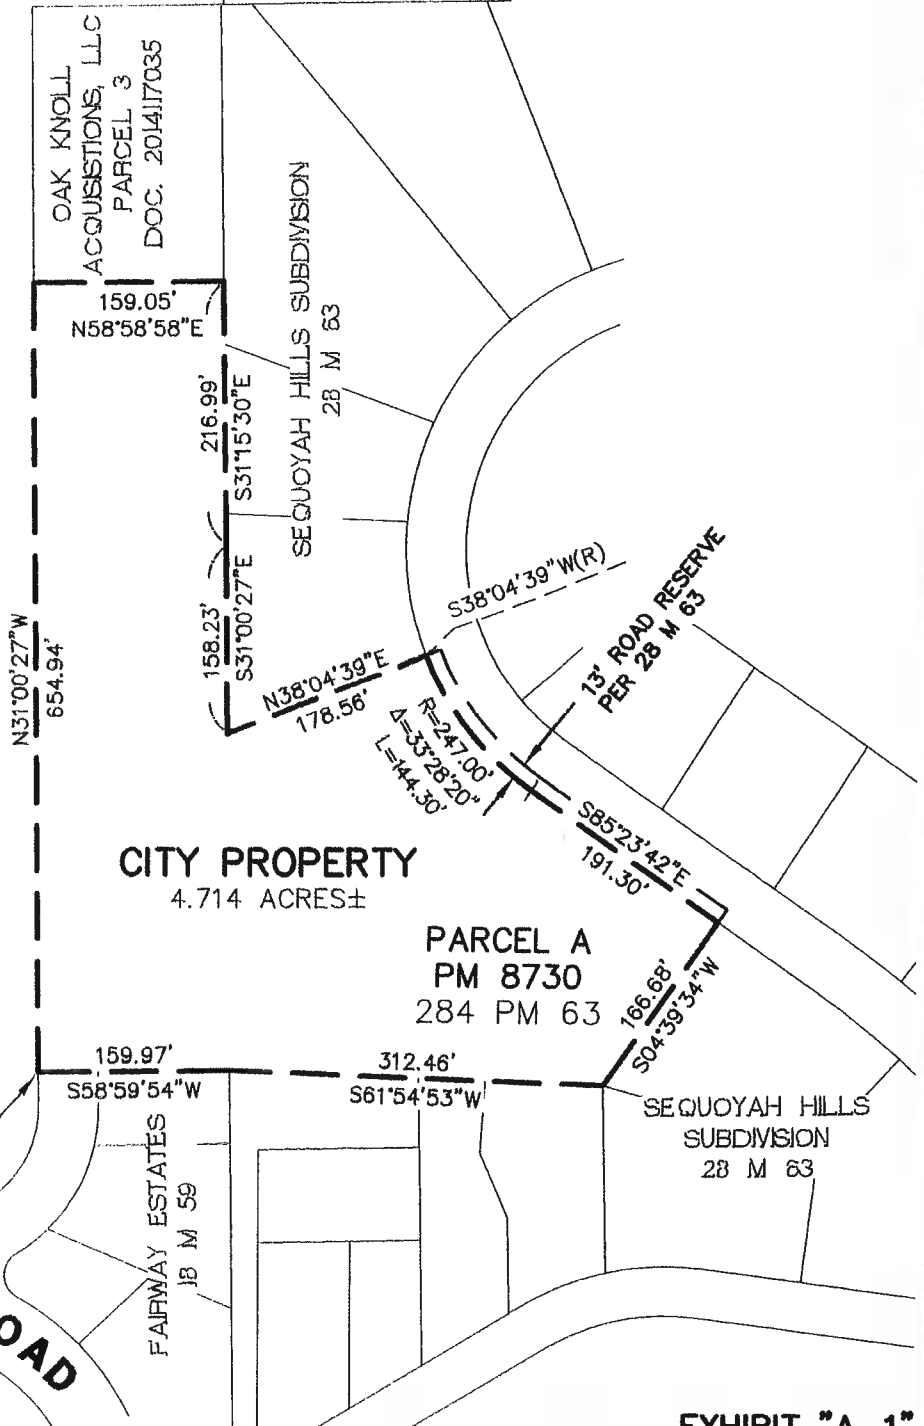 OAK KNOLL
ACQUISISTIONS, LLC
PARCEL 3
DOC. 2014117035
159.05'
N58°58'58"E
SEQUOYAH HILLS SUBDIVISION
28 M 63
216.99'
S31°15'30"E
158.23'
S31°00'27"E
N31°00'27"W
654.94'
N38°04'39"E
178.56'
S38°04'39"W(R)
13' ROAD RESERVE
PER 28 M 63
R=247.00'
Δ=33°28'20"
L=144.30'
S85°23'42"E
191.30'
CITY PROPERTY
4.714 ACRES±
PARCEL A
PM 8730
284 PM 63
166.68'
S04°39'34"W
159.97'
S58°59'54"W
312.46'
S61°54'53"W
SEQUOYAH HILLS
SUBDIVISION
28 M 63
FAIRWAY ESTATES
18 M 59
OAD
EXHIBIT "A-1"